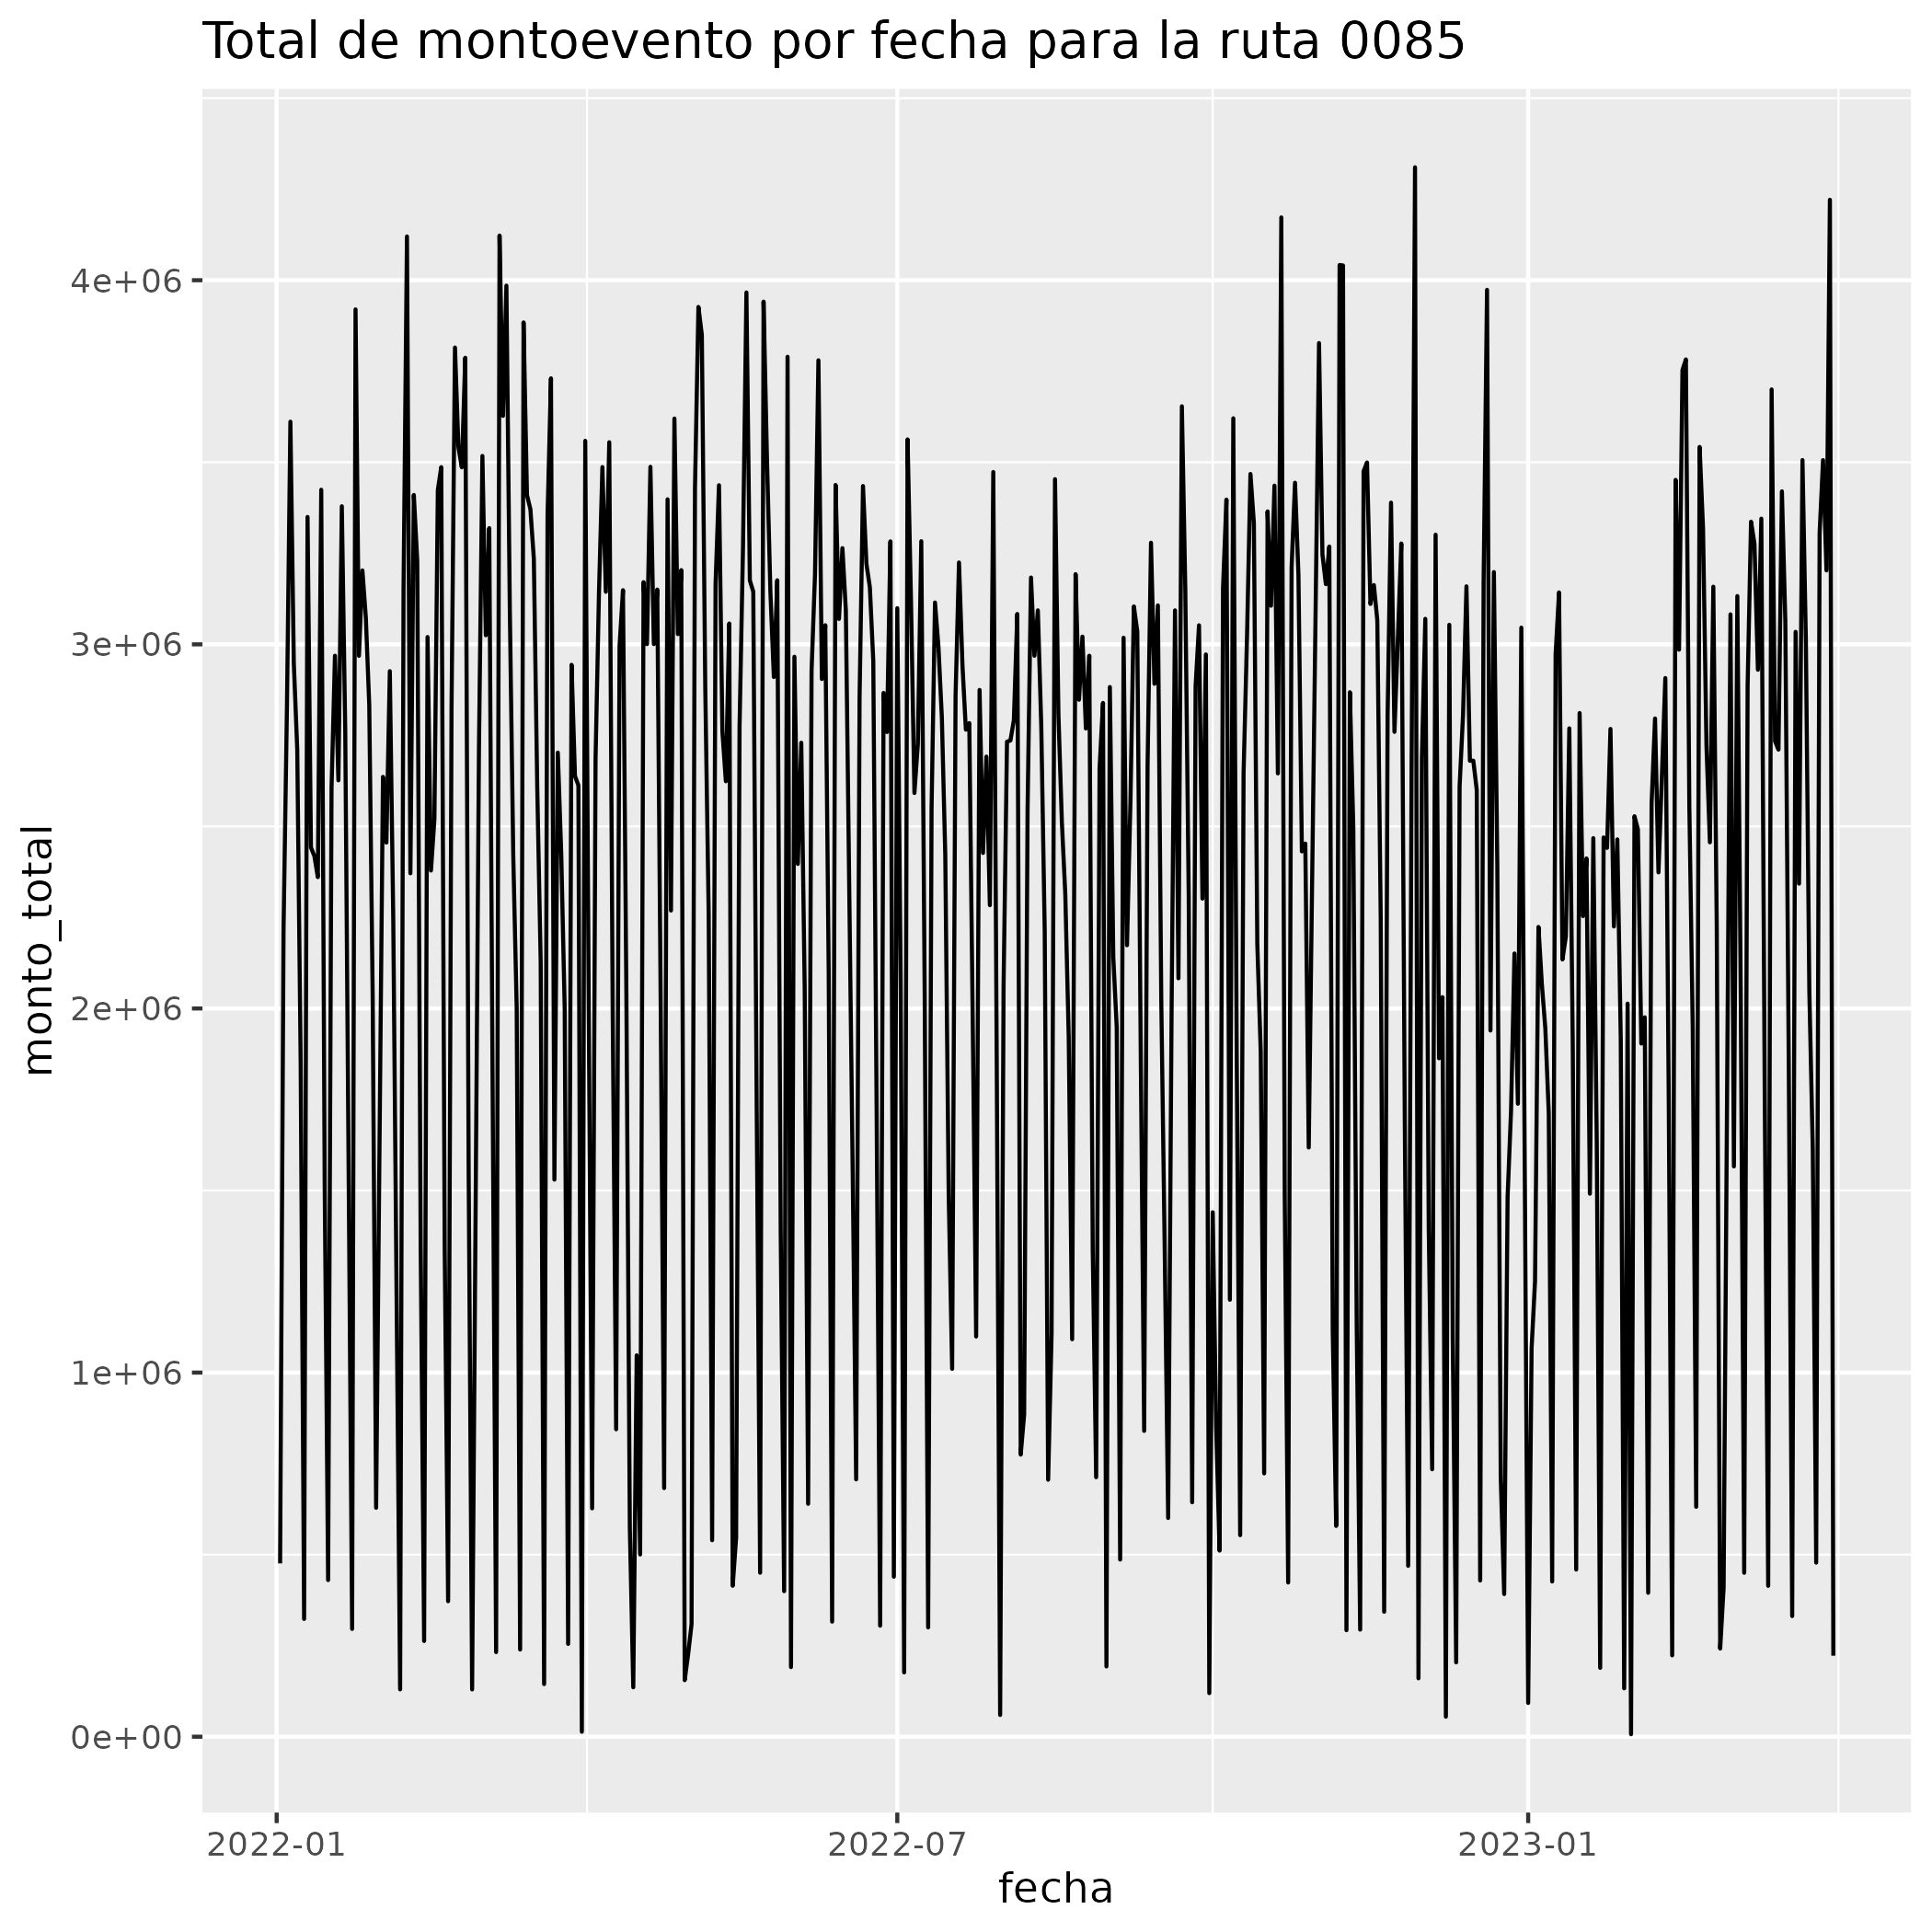 Total de montoevento por fecha para la ruta 0085
monto_total
4e+06
3e+06
2e+06
1e+06
0e+00
2022-01
2022-07
2023-01
fecha